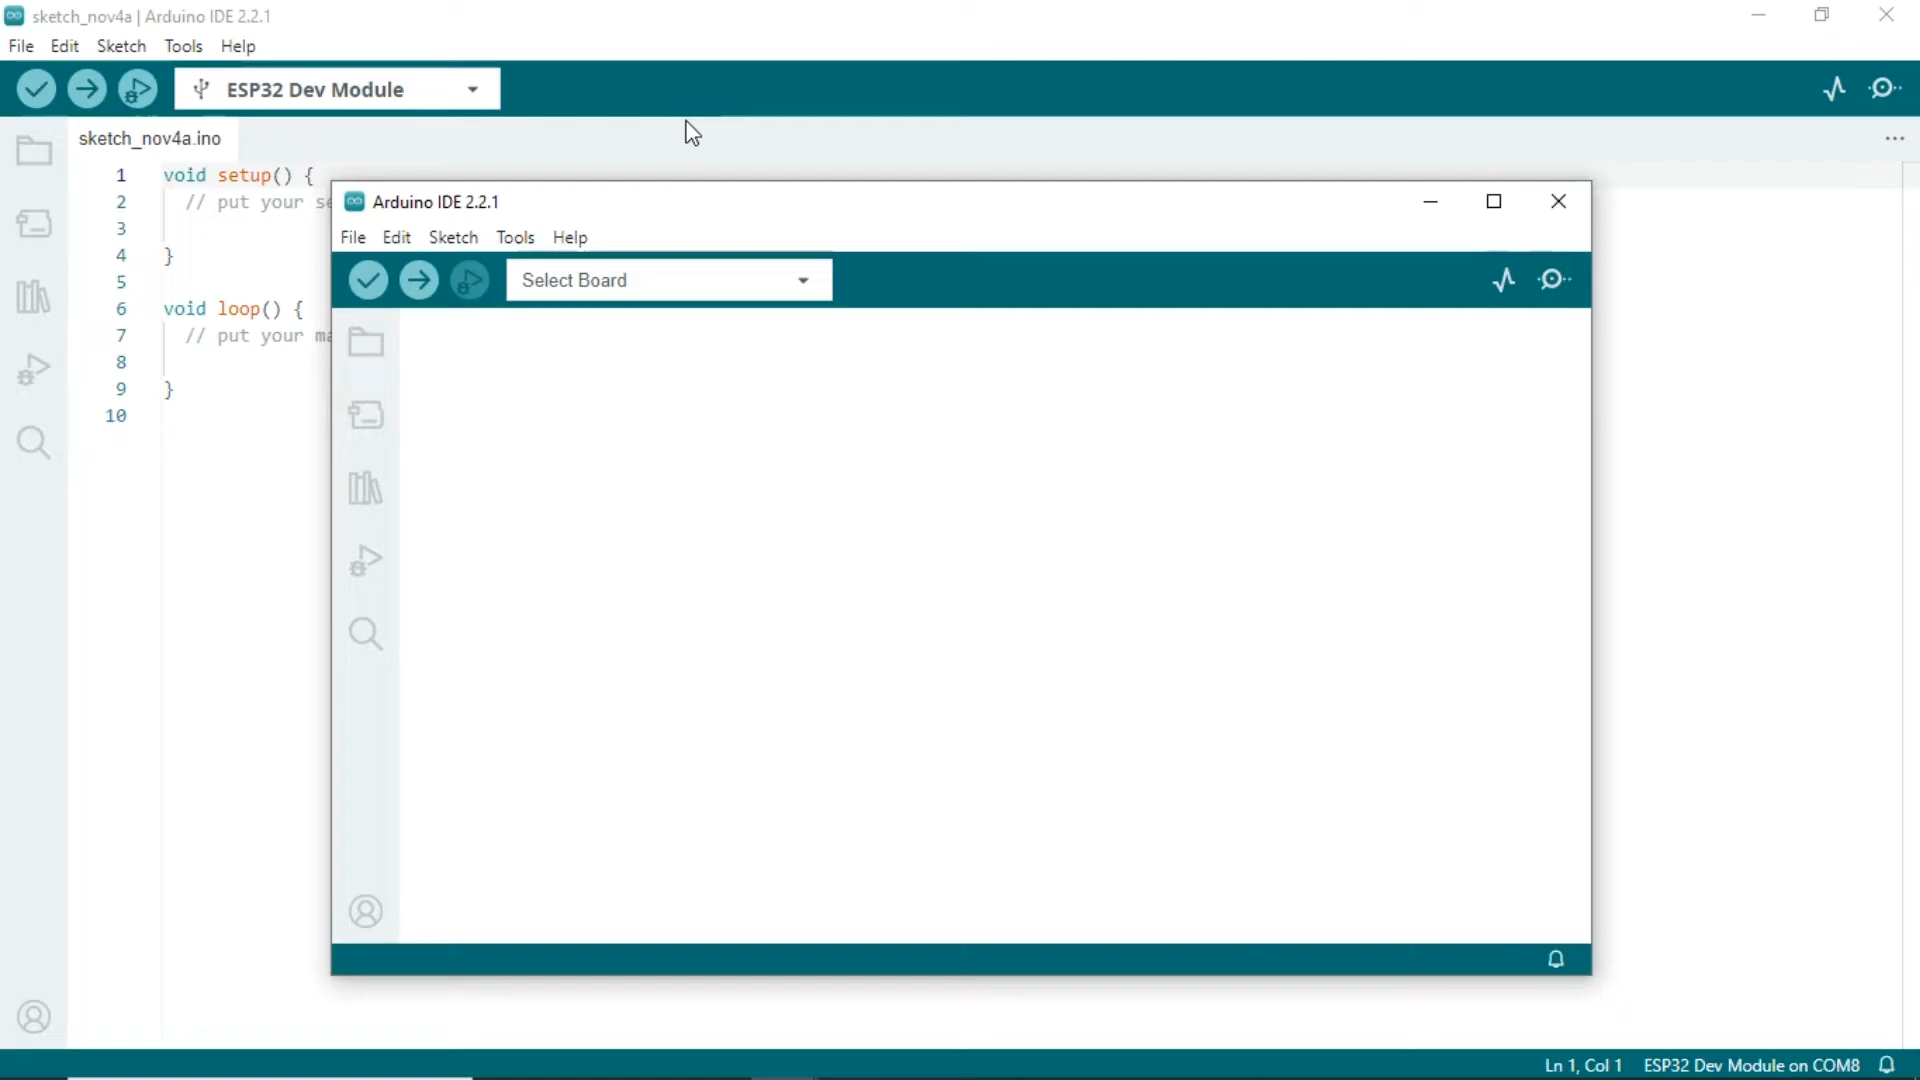 sketch_nov4a | Arduino IDE 2.2.1
File Edit Sketch Tools Help
ESP32 Dev Module
sketch_nov4a.ino
1 void setup() {
2 // put your
3
4 }
5
6 void loop() {
7 // put your
8
9 }
10
Arduino IDE 2.2.1
File Edit Sketch Tools Help
Select Board
Ln 1, Col 1 ESP32 Dev Module on COM8